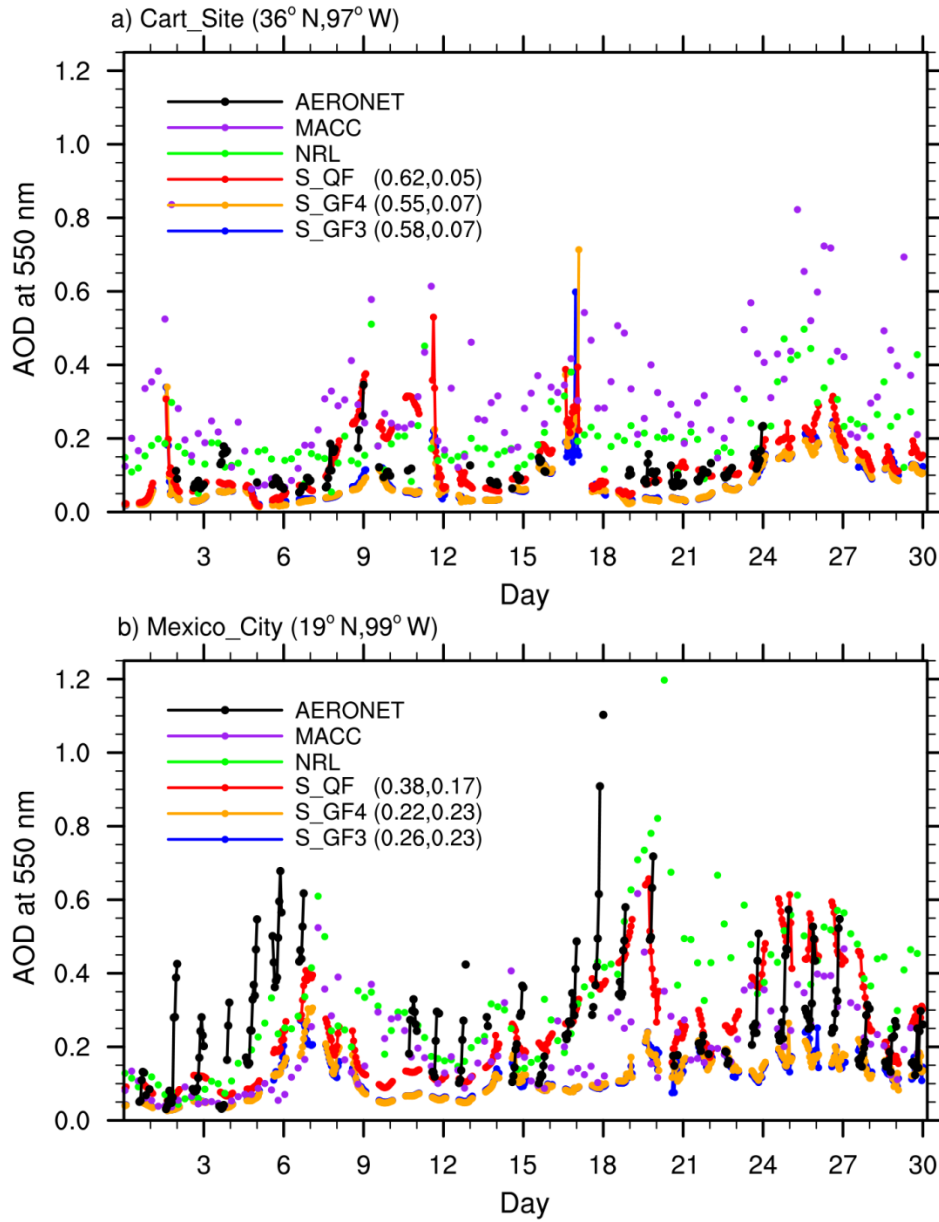 a) Cart_Site (36° N,97° W)
1.2
1.0
0.8
0.6
0.4
0.2
0.0
AOD at 550 nm
AERONET
MACC
NRL
S_QF (0.62,0.05)
S_GF4 (0.55,0.07)
S_GF3 (0.58,0.07)
3 6 9 12 15 18 21 24 27 30
Day
b) Mexico_City (19° N,99° W)
1.2
1.0
0.8
0.6
0.4
0.2
0.0
AOD at 550 nm
AERONET
MACC
NRL
S_QF (0.38,0.17)
S_GF4 (0.22,0.23)
S_GF3 (0.26,0.23)
3 6 9 12 15 18 21 24 27 30
Day